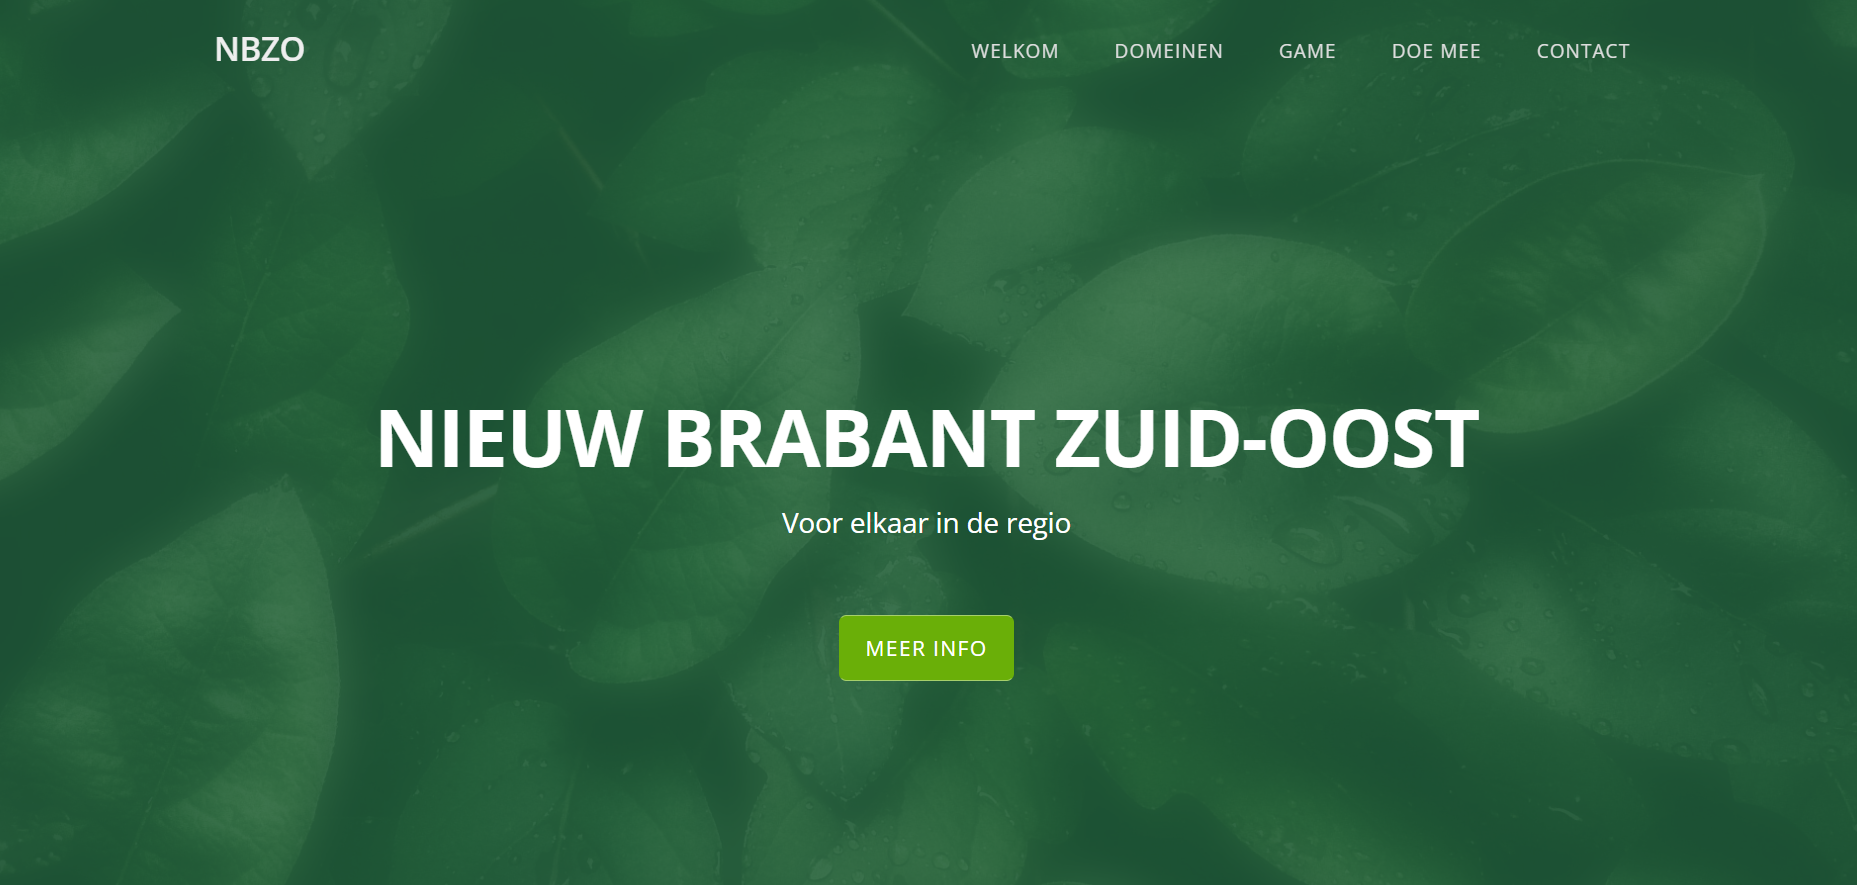 NBZO
WELKOM DOMEINEN GAME DOE MEE CONTACT
NIEUW BRABANT ZUID-OOST
Voor elkaar in de regio
MEER INFO